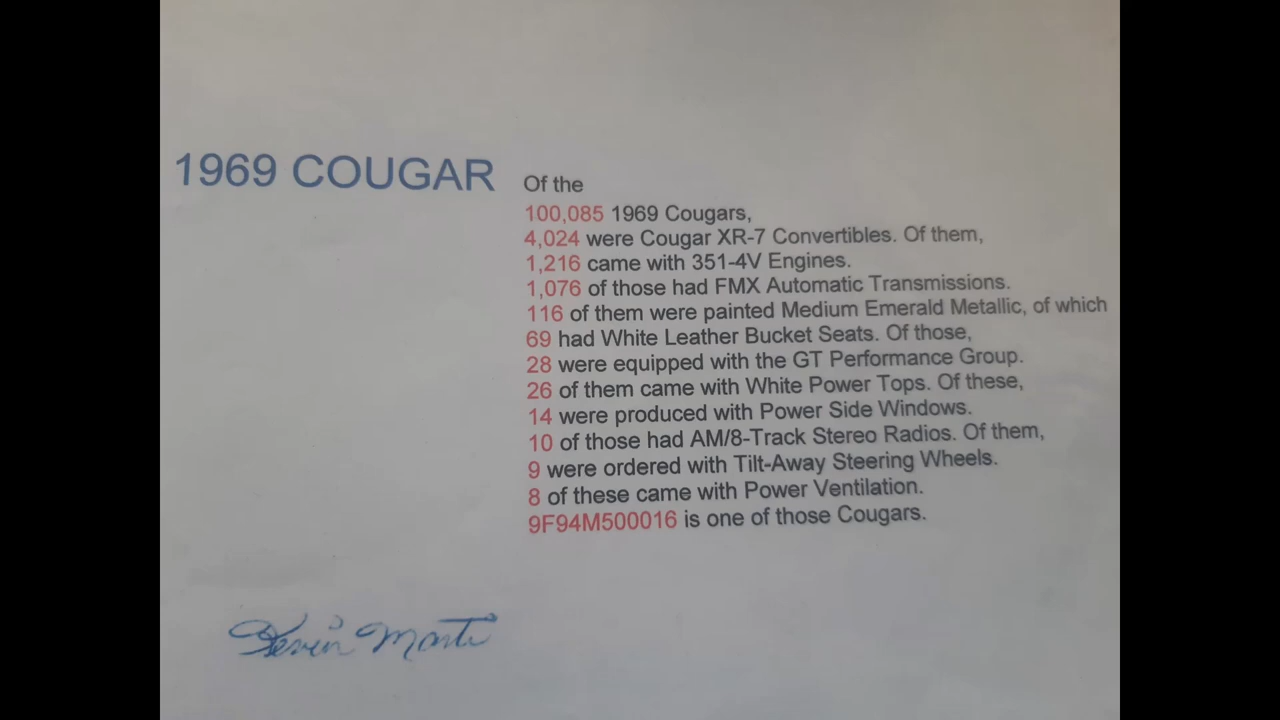 1969 COUGAR
Of the
100,085 1969 Cougars,
4,024 were Cougar XR-7 Convertibles. Of them,
1,216 came with 351-4V Engines.
1,076 of those had FMX Automatic Transmissions.
116 of them were painted Medium Emerald Metallic, of which
69 had White Leather Bucket Seats. Of those,
28 were equipped with the GT Performance Group.
26 of them came with White Power Tops. Of these,
14 were produced with Power Side Windows.
10 of those had AM/8-Track Stereo Radios. Of them,
9 were ordered with Tilt-Away Steering Wheels.
8 of these came with Power Ventilation.
9F94M500016 is one of those Cougars.
Kevin Marti